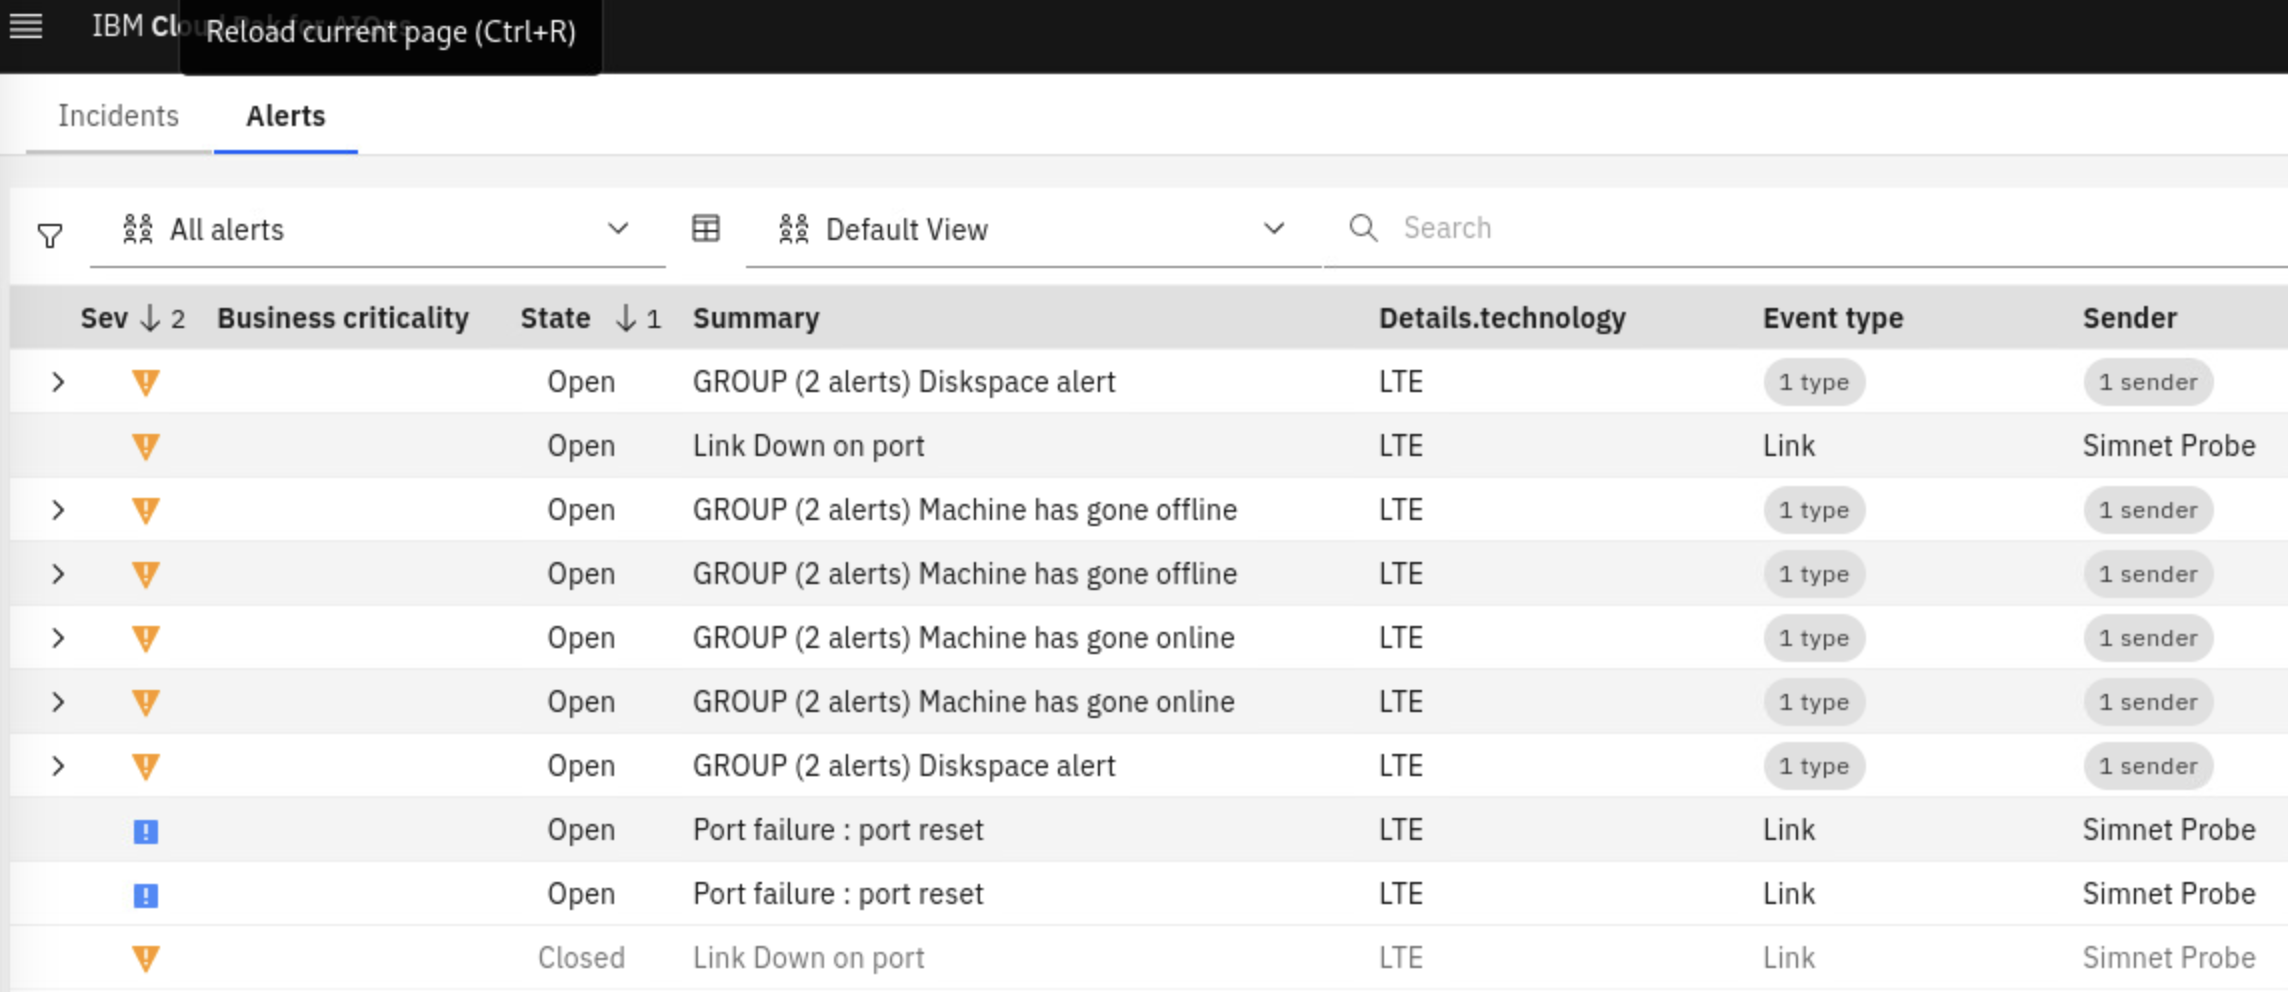 IBM Cloud Pak for AIOps
Reload current page (Ctrl+R)
Incidents Alerts
All alerts Default View Search
Sev 2 Business criticality State 1 Summary Details.technology Event type Sender
Open GROUP (2 alerts) Diskspace alert LTE 1 type 1 sender
Open Link Down on port LTE Link Simnet Probe
Open GROUP (2 alerts) Machine has gone offline LTE 1 type 1 sender
Open GROUP (2 alerts) Machine has gone offline LTE 1 type 1 sender
Open GROUP (2 alerts) Machine has gone online LTE 1 type 1 sender
Open GROUP (2 alerts) Machine has gone online LTE 1 type 1 sender
Open GROUP (2 alerts) Diskspace alert LTE 1 type 1 sender
Open Port failure : port reset LTE Link Simnet Probe
Open Port failure : port reset LTE Link Simnet Probe
Closed Link Down on port LTE Link Simnet Probe